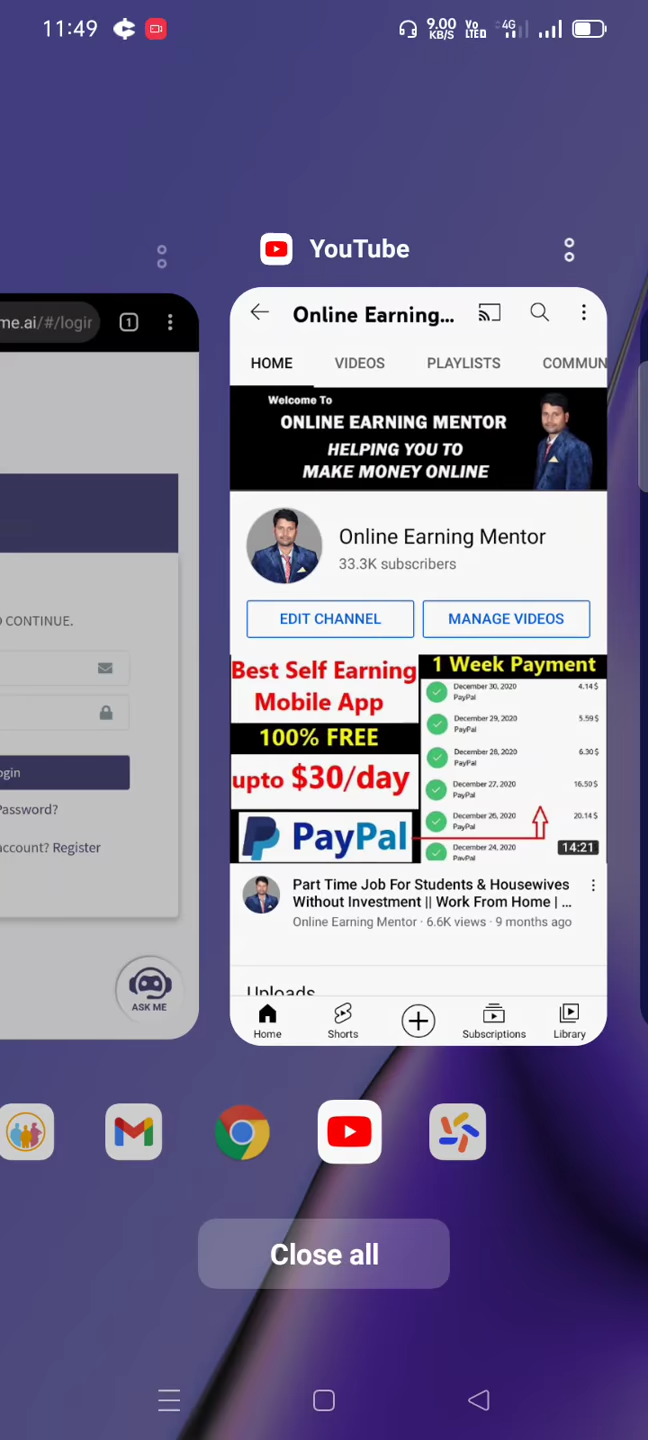 11:49
9.00
KB/S
Vo
LTE
4G
YouTube
me.ai/#/login
1
Online Earning...
HOME
VIDEOS
PLAYLISTS
COMMUN
Welcome To
ONLINE EARNING MENTOR
HELPING YOU TO
MAKE MONEY ONLINE
Online Earning Mentor
33.3K subscribers
O CONTINUE.
EDIT CHANNEL
MANAGE VIDEOS
Best Self Earning
Mobile App
100% FREE
upto $30/day
PayPal
1 Week Payment
December 30, 2020
PayPal
4.14 $
December 29, 2020
PayPal
5.59 $
December 28, 2020
PayPal
6.30 $
December 27, 2020
PayPal
16.50 $
December 26, 2020
PayPal
20.14 $
December 24, 2020
PayPal
14:21
ogin
Password?
account? Register
Part Time Job For Students & Housewives
Without Investment || Work From Home | ...
Online Earning Mentor · 6.6K views · 9 months ago
Uploads
ASK ME
Home
Shorts
Subscriptions
Library
Close all